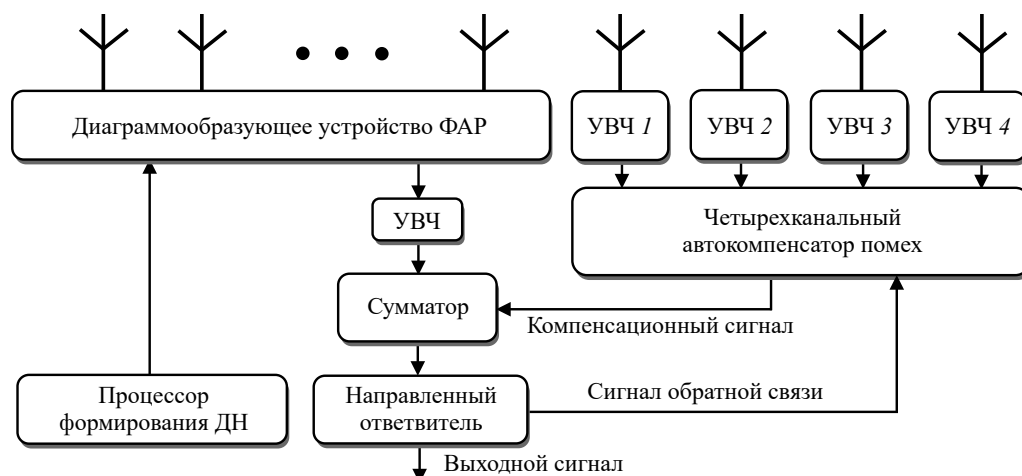 Диаграммообразующее устройство ФАР
УВЧ 1
УВЧ 2
УВЧ 3
УВЧ 4
УВЧ
Четырехканальный
автокомпенсатор помех
Сумматор
Компенсационный сигнал
Процессор
формирования ДН
Направленный
ответвитель
Сигнал обратной связи
Выходной сигнал